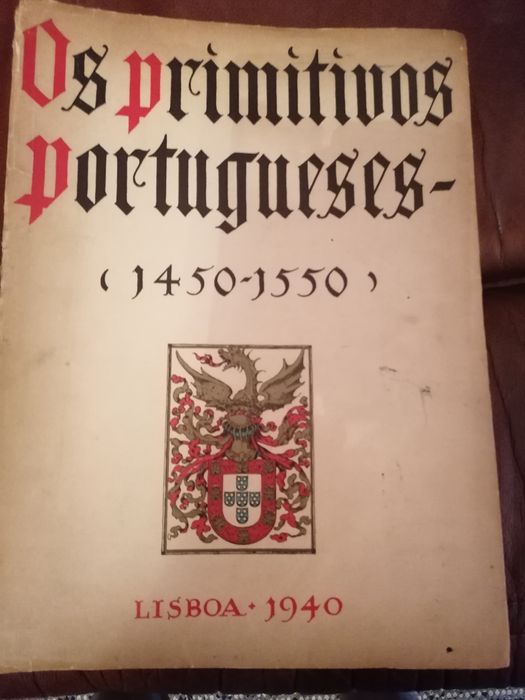 Os primitivos
portugueses-
(1450-1550)
LISBOA · 1940